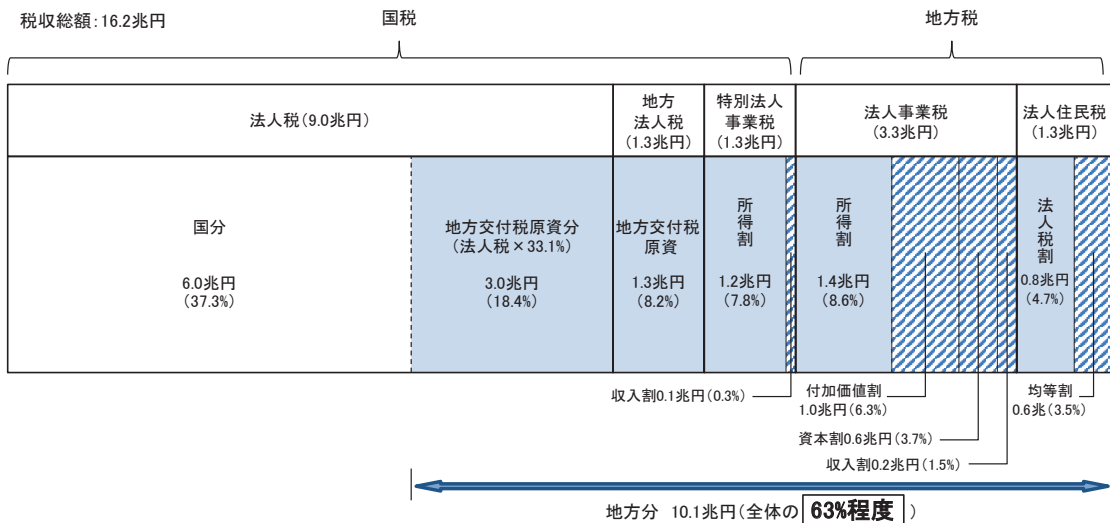 税収総額：16.2兆円
国税
地方税
法人税（9.0兆円）
地方
法人税
（1.3兆円）
特別法人
事業税
（1.3兆円）
法人事業税
（3.3兆円）
法人住民税
（1.3兆円）
国分
6.0兆円
（37.3%）
地方交付税原資分
（法人税×33.1%）
3.0兆円
（18.4%）
地方交付税
原資
1.3兆円
（8.2%）
所得割
1.2兆円
（7.8%）
所得割
1.4兆円
（8.6%）
法人税割
0.8兆円
（4.7%）
収入割0.1兆円（0.3%）
付加価値割
1.0兆円（6.3%）
資本割0.6兆円（3.7%）
収入割0.2兆円（1.5%）
均等割
0.6兆（3.5%）
地方分 10.1兆円（全体の 63%程度 ）